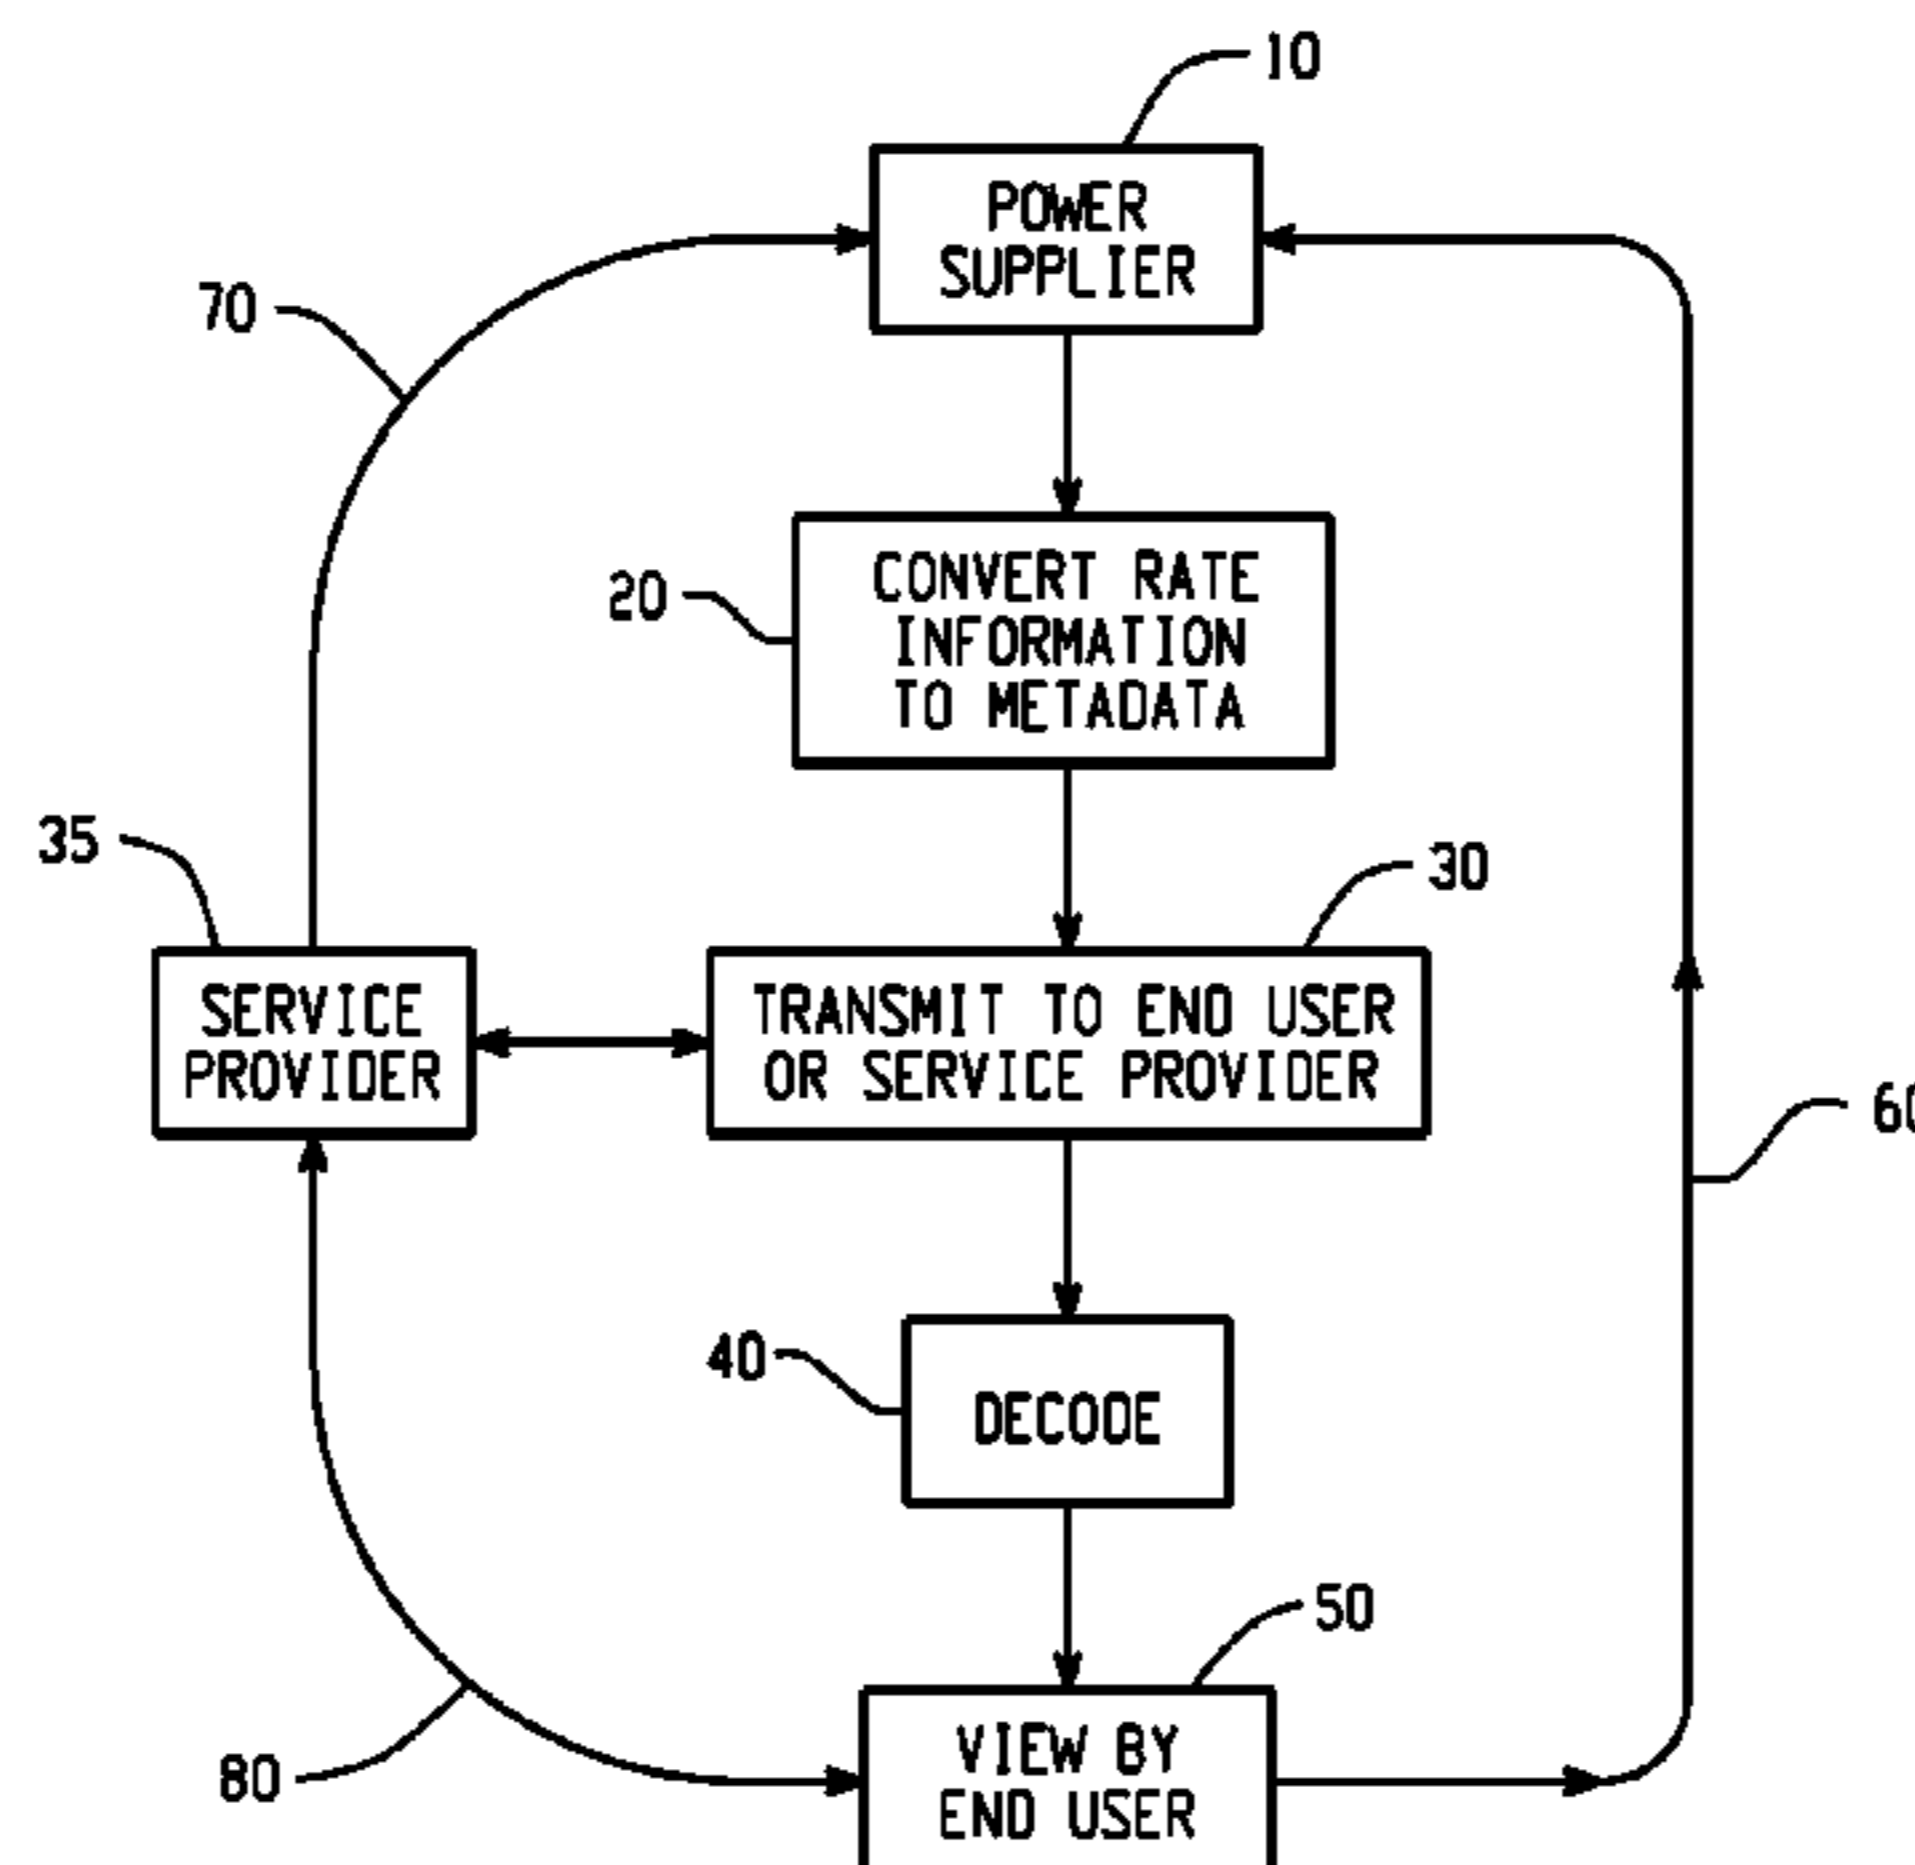 10
POWER
SUPPLIER
70
CONVERT RATE
INFORMATION
TO METADATA
20
35
30
SERVICE
PROVIDER
TRANSMIT TO END USER
OR SERVICE PROVIDER
60
40
DECODE
50
VIEW BY
END USER
80